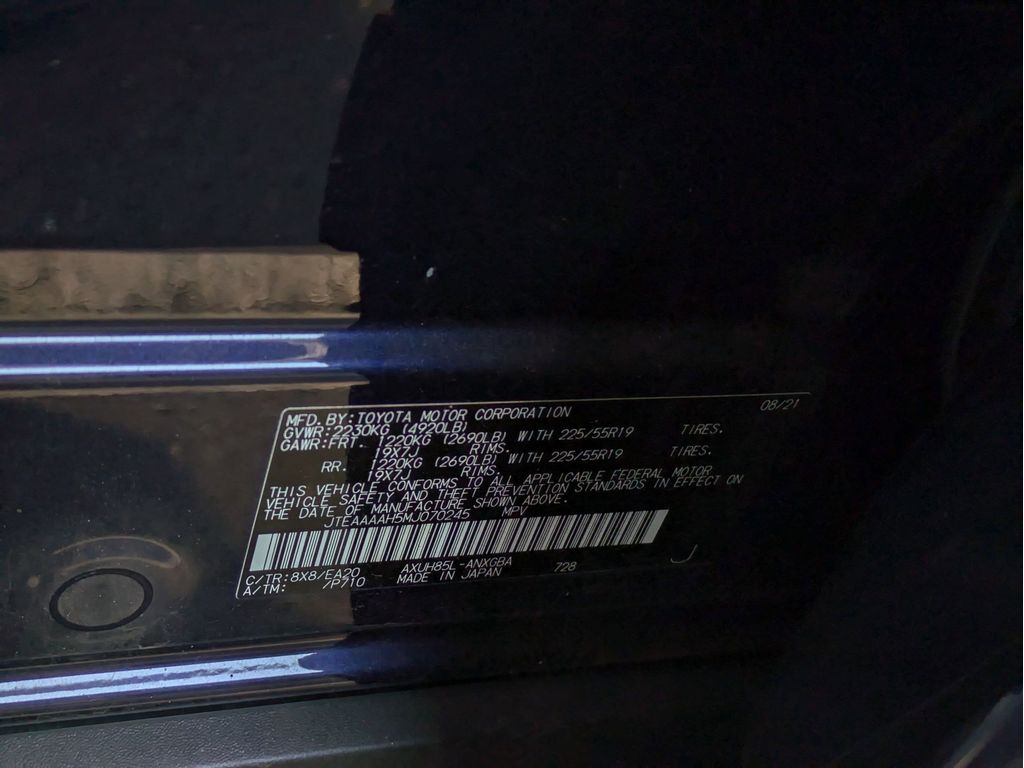 MFD. BY: TOYOTA MOTOR CORPORATION 08/21
GVWR: 2230KG (4920LB)
GAWR: FRT. 1220KG (2690LB) WITH 225/55R19 TIRES.
19X7J RIMS.
RR. 1220KG (2690LB) WITH 225/55R19 TIRES.
19X7J RIMS.
THIS VEHICLE CONFORMS TO ALL APPLICABLE FEDERAL MOTOR
VEHICLE SAFETY AND THEFT PREVENTION STANDARDS IN EFFECT ON
THE DATE OF MANUFACTURE SHOWN ABOVE.
JTEAAAAH5MJ070245 MPV
C/TR: 8X8/EA20 AXUH85L-ANXGBA 728 J
A/TM: /P710 MADE IN JAPAN